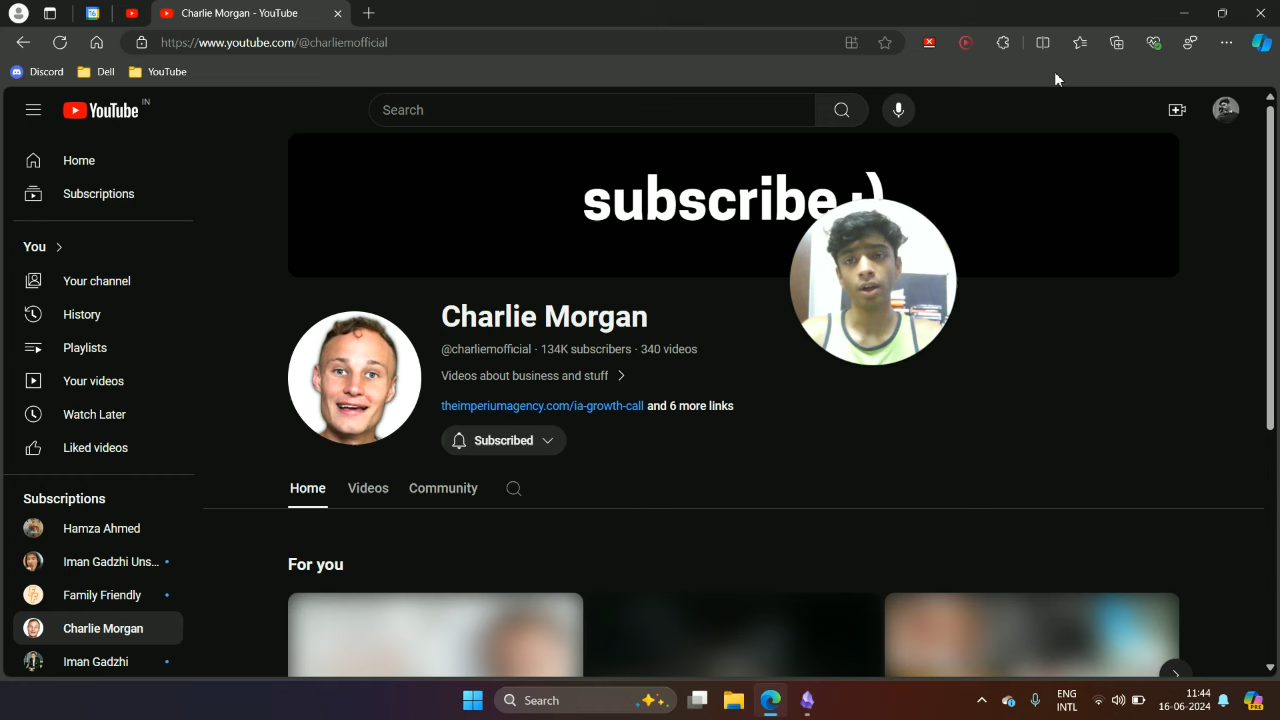 Charlie Morgan - YouTube
https://www.youtube.com/@charliemofficial
Discord
Dell
YouTube
YouTube IN
Search
subscribe :)
Home
Subscriptions
You
Your channel
History
Playlists
Your videos
Watch Later
Liked videos
Subscriptions
Hamza Ahmed
Iman Gadzhi Uns...
Family Friendly
Charlie Morgan
Iman Gadzhi
Charlie Morgan
@charliemofficial · 134K subscribers · 340 videos
Videos about business and stuff
theimperiumagency.com/ia-growth-call and 6 more links
Subscribed
Home
Videos
Community
For you
Search
ENG
INTL
11:44
16-06-2024